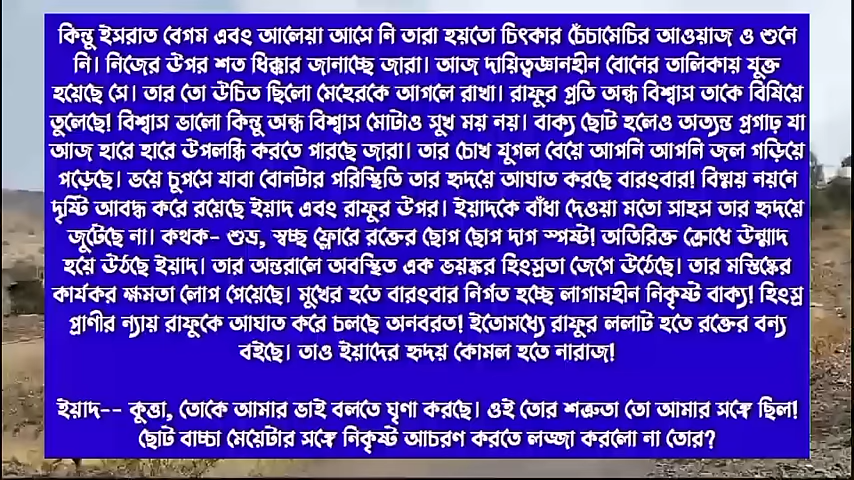 কিন্তু ইসরাত বেগম এবং আলেয়া আসে নি তারা হয়তো চিৎকার চেঁচামেচির আওয়াজ ও শুনে
নি। নিজের উপর শত ধিক্কার জানাচ্ছে জারা। আজ দায়িত্বজ্ঞানহীন বোনের তালিকায় যুক্ত
হয়েছে সে। তার তো উচিত ছিলো মেহেরকে আগলে রাখা। রাফুর প্রতি অন্ধ বিশ্বাস তাকে বিষিয়ে
তুলেছে! বিশ্বাস ভালো কিন্তু অন্ধ বিশ্বাস মোটাও সুখ ময় নয়। বাক্য ছোট হলেও অত্যন্ত প্রগাঢ় যা
আজ হারে হারে উপলব্ধি করতে পারছে জারা। তার চোখ যুগল বেয়ে আপনি আপনি জল গড়িয়ে
পড়েছে। ভয়ে চুপসে যাবা বোনটার পরিস্থিতি তার হৃদয়ে আঘাত করছে বারংবার! বিষ্ময় নয়নে
দৃষ্টি আবদ্ধ করে রয়েছে ইয়াদ এবং রাফুর উপর। ইয়াদকে বাঁধা দেওয়া মতো সাহস তার হৃদয়ে
জুটেছে না। কথক- শুভ্র, স্বচ্ছ ফ্লোরে রক্তের ছোপ ছোপ দাগ স্পষ্ট! অতিরিক্ত ক্রোধে উন্মাদ
হয়ে উঠছে ইয়াদ। তার অন্তরালে অবস্থিত এক ভয়ঙ্কর হিংস্রতা জেগে উঠেছে। তার মস্তিষ্কের
কার্যকর ক্ষমতা লোপ পেয়েছে। মুখের হতে বারংবার নির্গত হচ্ছে লাগামহীন নিকৃষ্ট বাক্য! হিংস্র
প্রাণীর ন্যায় রাফুকে আঘাত করে চলছে অনবরত! ইতোমধ্যে রাফুর ললাট হতে রক্তের বন্য
বইছে। তাও ইয়াদের হৃদয় কোমল হতে নারাজ!
ইয়াদ-- কুত্তা, তোকে আমার ভাই বলতে ঘৃণা করছে। ওই তোর শত্রুতা তো আমার সঙ্গে ছিল!
ছোট বাচ্চা মেয়েটার সঙ্গে নিকৃষ্ট আচরণ করতে লজ্জা করলো না তোর?